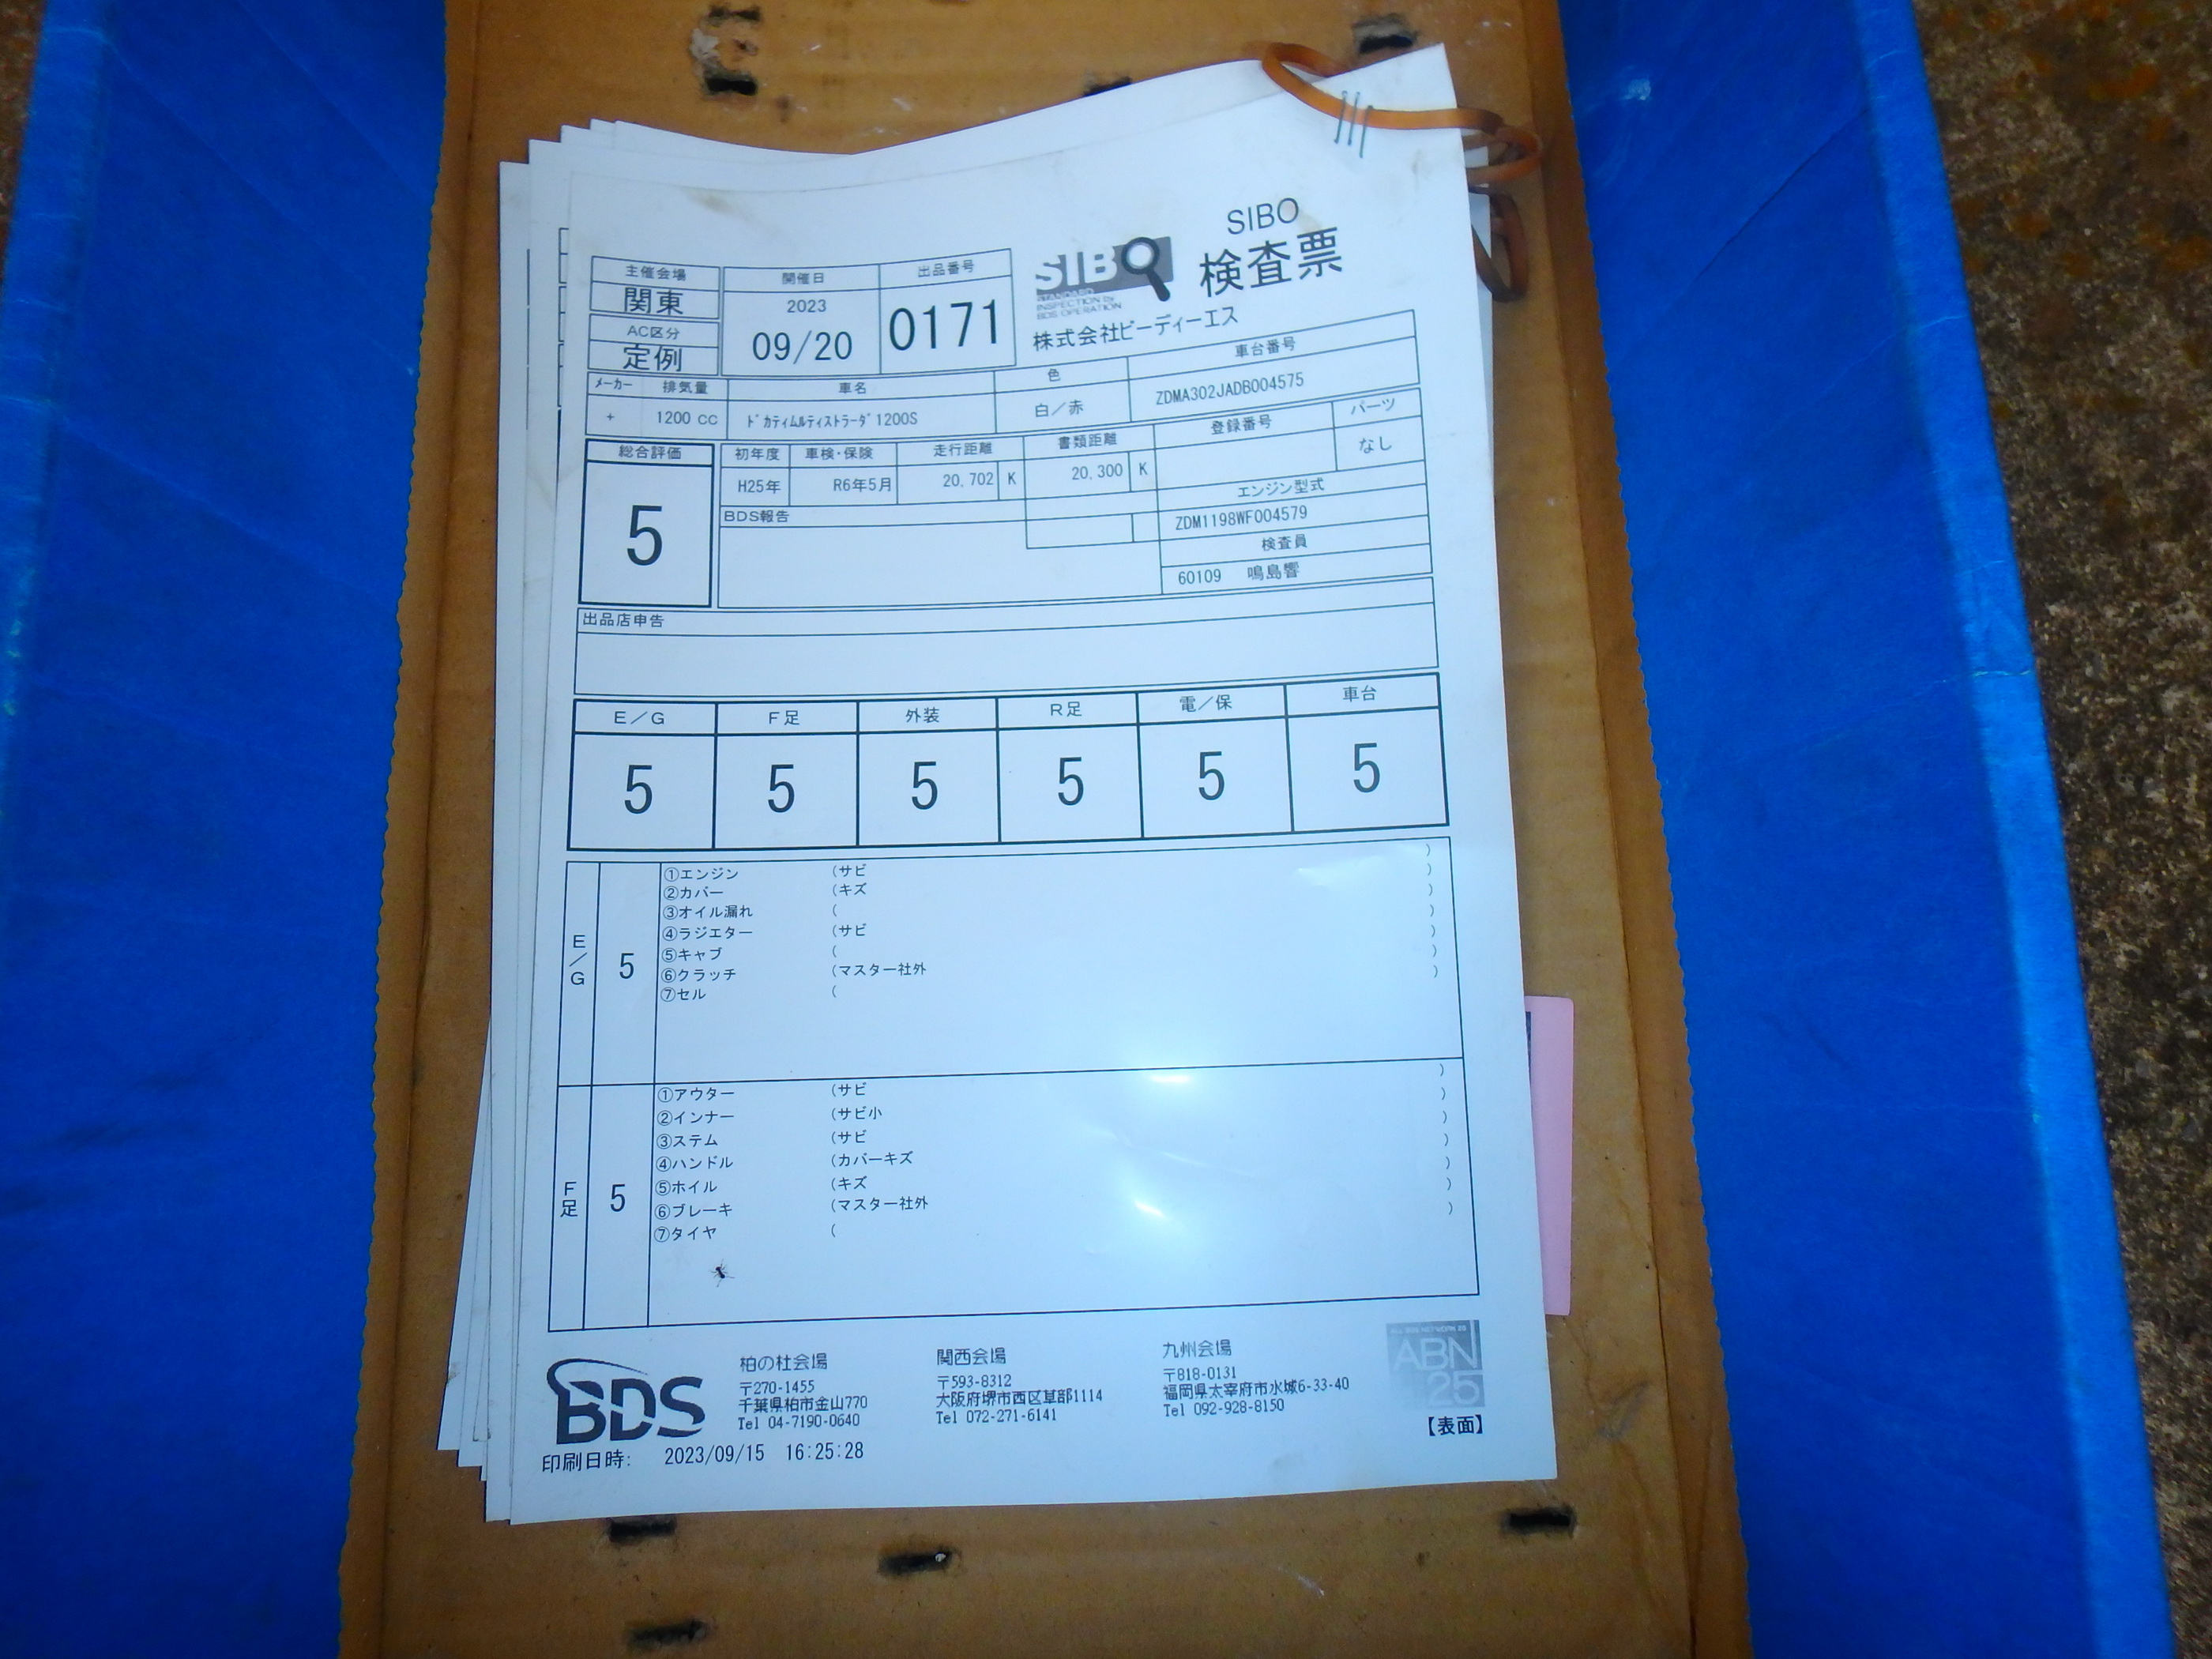 SIBO
検査票
SIBO
STANDARD
INSPECTION by
BDS OPERATION
株式会社ビーディーエス
主催会場
関東
AC区分
定例
開催日
2023
09/20
出品番号
0171
メーカー 排気量 車名 色 車台番号
+ 1200 CC ドカティムルティストラーダ1200S 白/赤 ZDMA302JADB004575
総合評価
5
初年度 車検・保険 走行距離 書類距離 登録番号 パーツ
H25年 R6年5月 20,702 K 20,300 K なし
BDS報告
エンジン型式
ZDM1198WF004579
検査員
60109 鳴島響
出品店申告
E/G F足 外装 R足 電/保 車台
5 5 5 5 5 5
E/G
5
①エンジン (サビ )
②カバー (キズ )
③オイル漏れ ( )
④ラジエター (サビ )
⑤キャブ ( )
⑥クラッチ (マスター社外 )
⑦セル ( )
F足
5
①アウター (サビ )
②インナー (サビ小 )
③ステム (サビ )
④ハンドル (カバーキズ )
⑤ホイル (キズ )
⑥ブレーキ (マスター社外 )
⑦タイヤ ( )
BDS
柏の杜会場
〒270-1455
千葉県柏市金山770
Tel 04-7190-0640
関西会場
〒593-8312
大阪府堺市西区草部1114
Tel 072-271-6141
九州会場
〒818-0131
福岡県太宰府市水城6-33-40
Tel 092-928-8150
ABN
25
【表面】
印刷日時: 2023/09/15 16:25:28